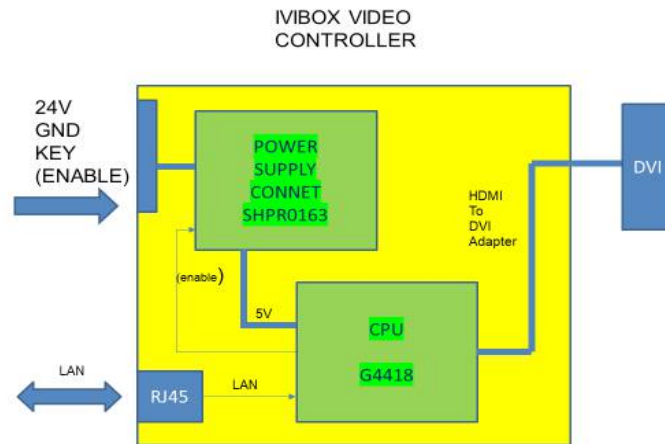 IVIBOX VIDEO
CONTROLLER
24V
GND
KEY
(ENABLE)
POWER
SUPPLY
CONNET
SHPR0163
DVI
HDMI
To
DVI
Adapter
(enable)
5V
CPU
G4418
LAN
RJ45
LAN